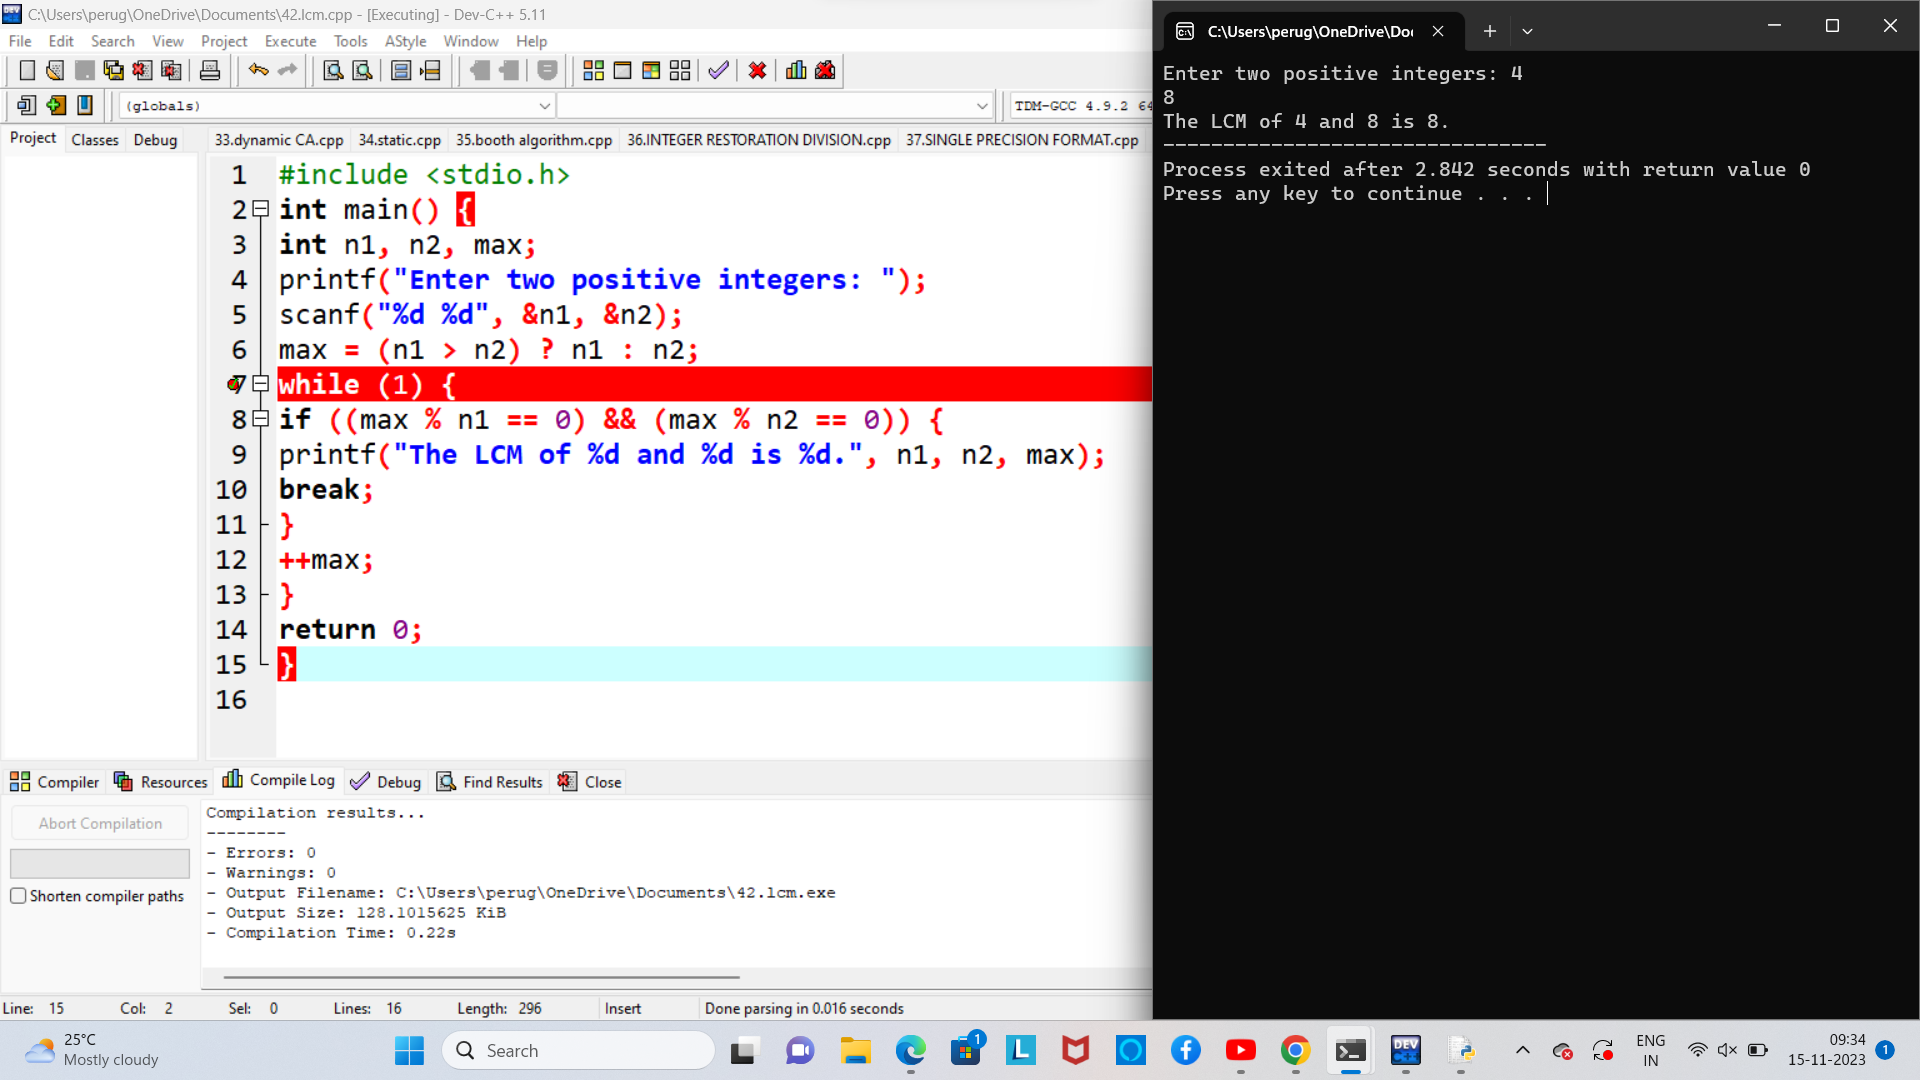 C:\Users\perug\OneDrive\Documents\42.lcm.cpp - [Executing] - Dev-C++ 5.11
File Edit Search View Project Execute Tools AStyle Window Help
(globals)
TDM-GCC 4.9.2 64
Project Classes Debug
33.dynamic CA.cpp 34.static.cpp 35.booth algorithm.cpp 36.INTEGER RESTORATION DIVISION.cpp 37.SINGLE PRECISION FORMAT.cpp
1 #include <stdio.h>
2 int main() {
3 int n1, n2, max;
4 printf("Enter two positive integers: ");
5 scanf("%d %d", &n1, &n2);
6 max = (n1 > n2) ? n1 : n2;
7 while (1) {
8 if ((max % n1 == 0) && (max % n2 == 0)) {
9 printf("The LCM of %d and %d is %d.", n1, n2, max);
10 break;
11 }
12 ++max;
13 }
14 return 0;
15 }
16
Compiler Resources Compile Log Debug Find Results Close
Abort Compilation
Shorten compiler paths
Compilation results...
--------
- Errors: 0
- Warnings: 0
- Output Filename: C:\Users\perug\OneDrive\Documents\42.lcm.exe
- Output Size: 128.1015625 KiB
- Compilation Time: 0.22s
Line: 15 Col: 2 Sel: 0 Lines: 16 Length: 296 Insert Done parsing in 0.016 seconds
C:\Users\perug\OneDrive\Do
Enter two positive integers: 4
8
The LCM of 4 and 8 is 8.
--------------------------------
Process exited after 2.842 seconds with return value 0
Press any key to continue . . .
25°C
Mostly cloudy
Search
1
L
DEV
C++
ENG
IN
09:34
15-11-2023
1